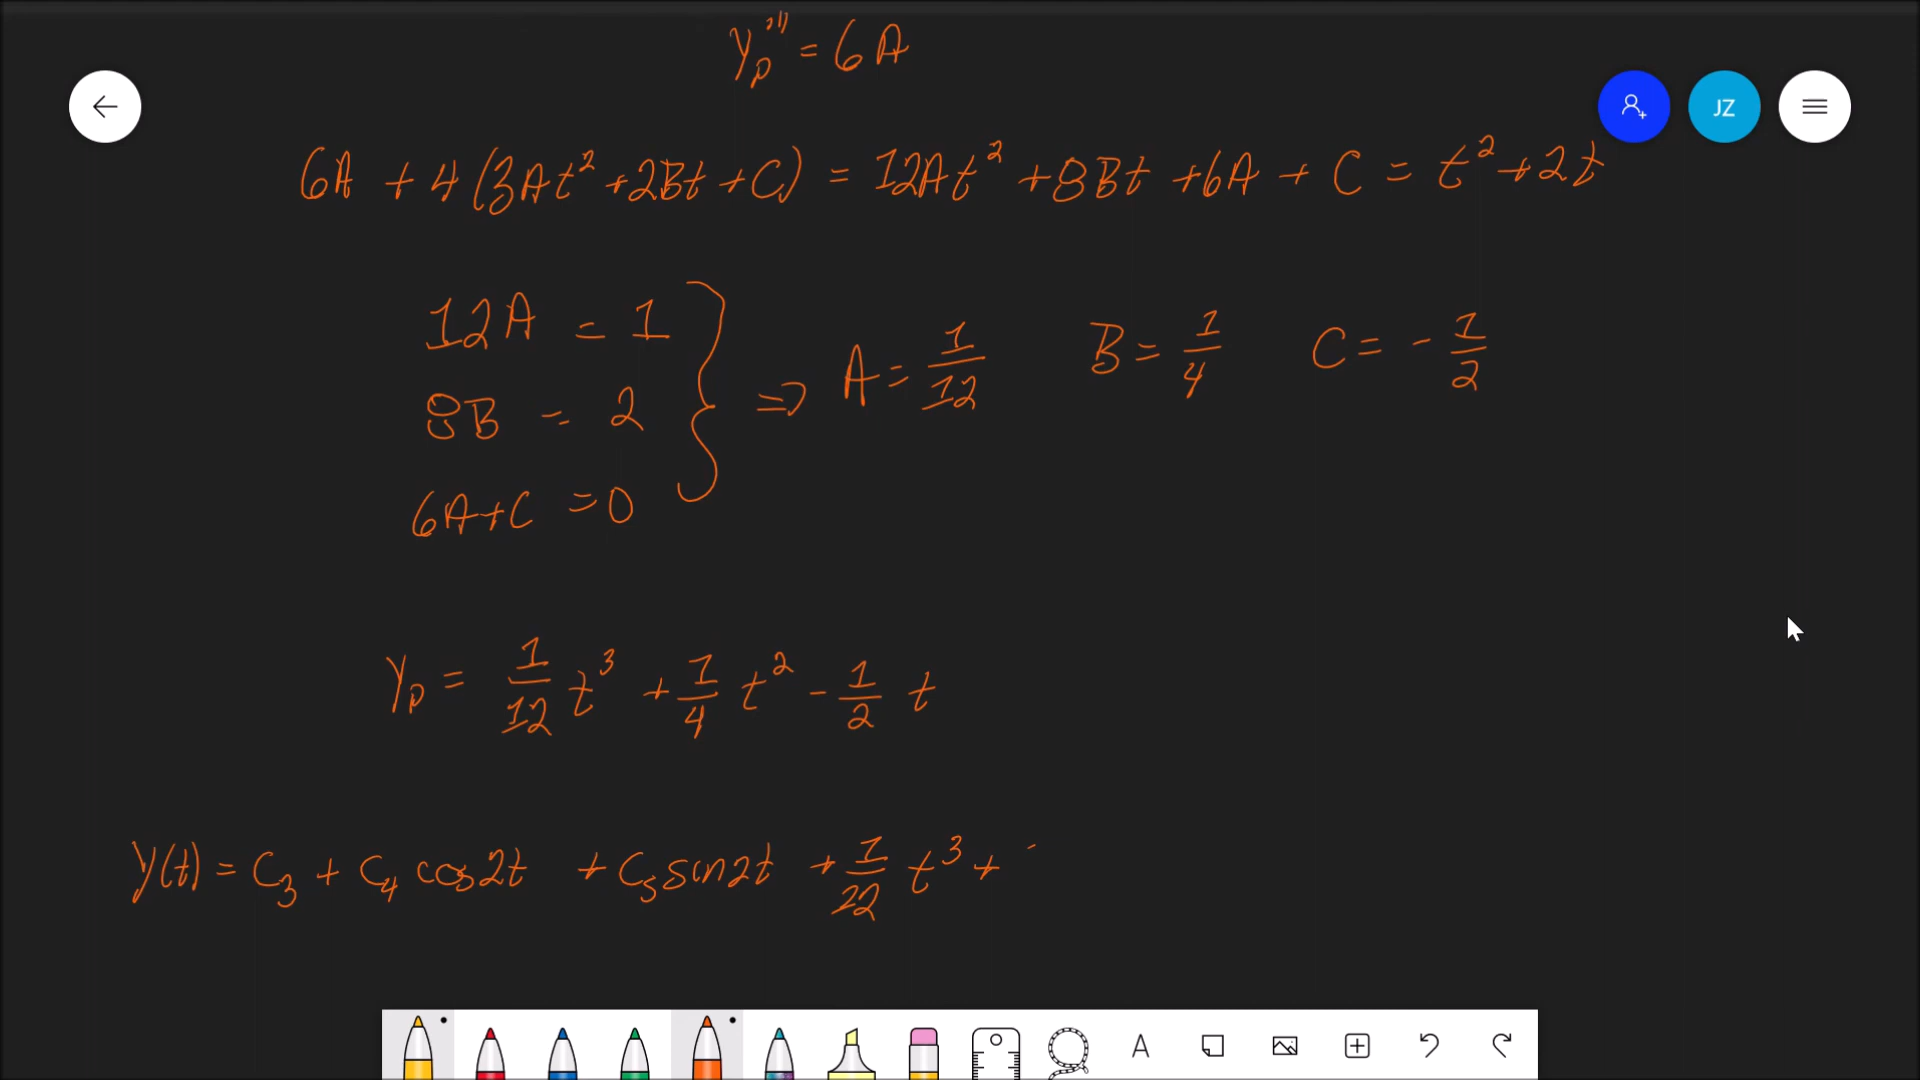 yₚ''' = 6A
JZ
6A + 4(3At² + 2Bt + C) = 12At² + 8Bt + 6A + C = t² + 2t
12A = 1
8B = 2
6A + C = 0
⇒ A = 1/12 B = 1/4 C = - 1/2
yₚ = 1/12 t³ + 1/4 t² - 1/2 t
y(t) = C₃ + C₄ cos2t + C₅ sin2t + 1/22 t³ +
A